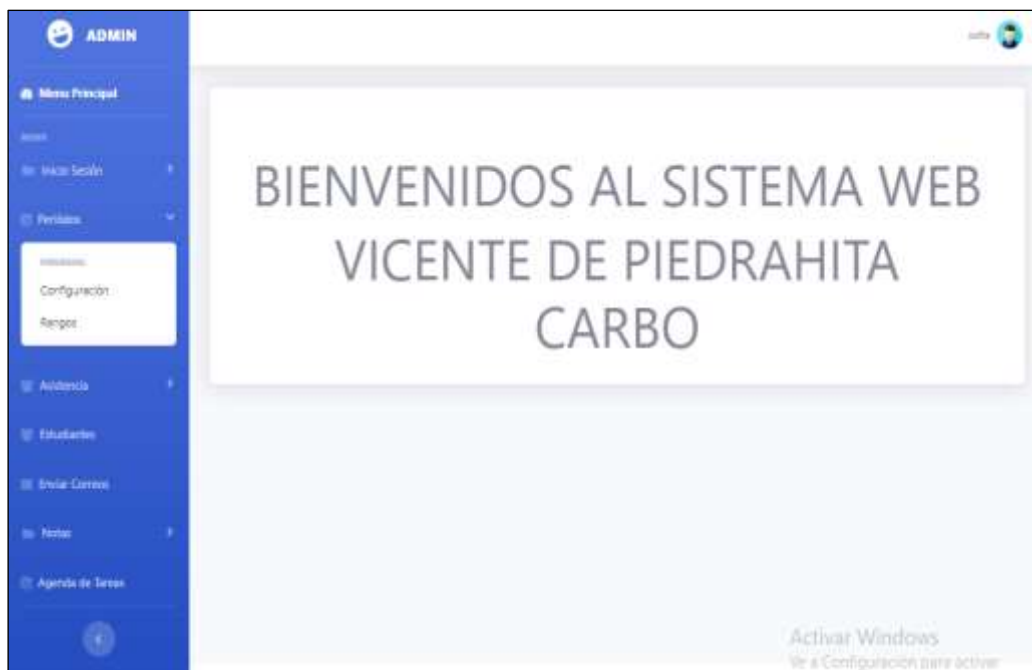 ADMIN
Menu Principal
Inicio Sesión
Configuración
Rangos
Asistencia
Estudiantes
Enviar Correos
Notas
Agenda de Tareas
BIENVENIDOS AL SISTEMA WEB
VICENTE DE PIEDRAHITA
CARBO
Activar Windows
Ve a Configuración para activar